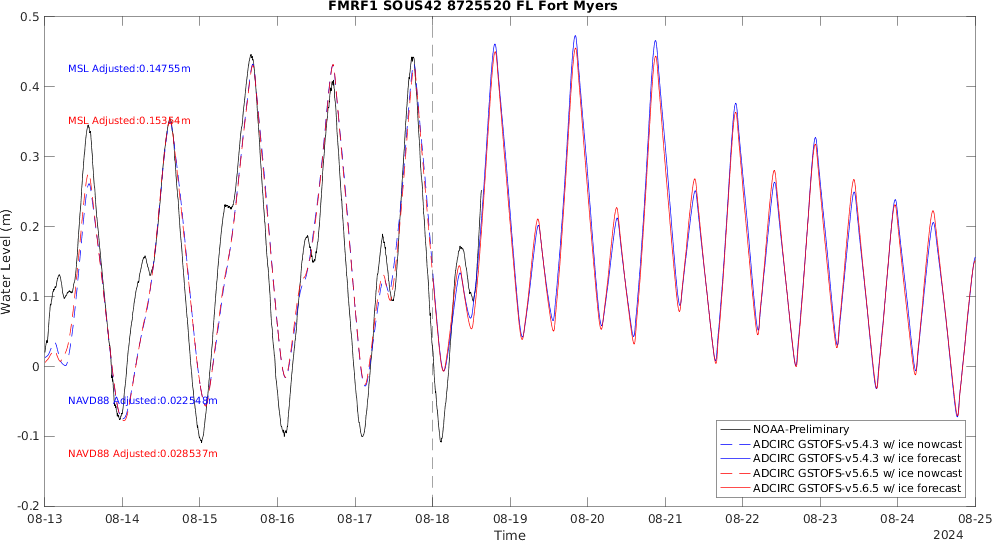 FMRF1 SOUS42 8725520 FL Fort Myers
0.5
0.4
0.3
0.2
0.1
0
-0.1
-0.2
Water Level (m)
MSL Adjusted:0.14755m
MSL Adjusted:0.15354m
NAVD88 Adjusted:0.022548m
NAVD88 Adjusted:0.028537m
NOAA-Preliminary
ADCIRC GSTOFS-v5.4.3 w/ ice nowcast
ADCIRC GSTOFS-v5.4.3 w/ ice forecast
ADCIRC GSTOFS-v5.6.5 w/ ice nowcast
ADCIRC GSTOFS-v5.6.5 w/ ice forecast
08-13 08-14 08-15 08-16 08-17 08-18 08-19 08-20 08-21 08-22 08-23 08-24 08-25
Time
2024